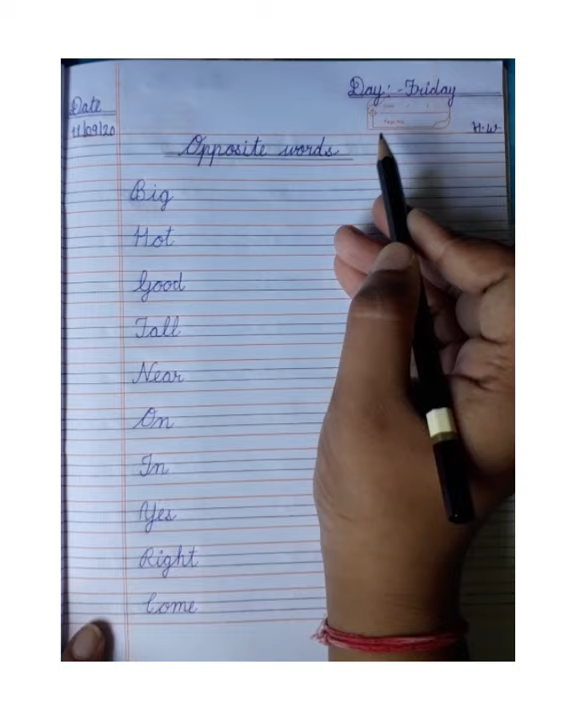 Day:-Friday
Date
11/09/20
H.W.
Opposite words
Big
Hot
Good
Tall
Near
On
In
Yes
Right
Come